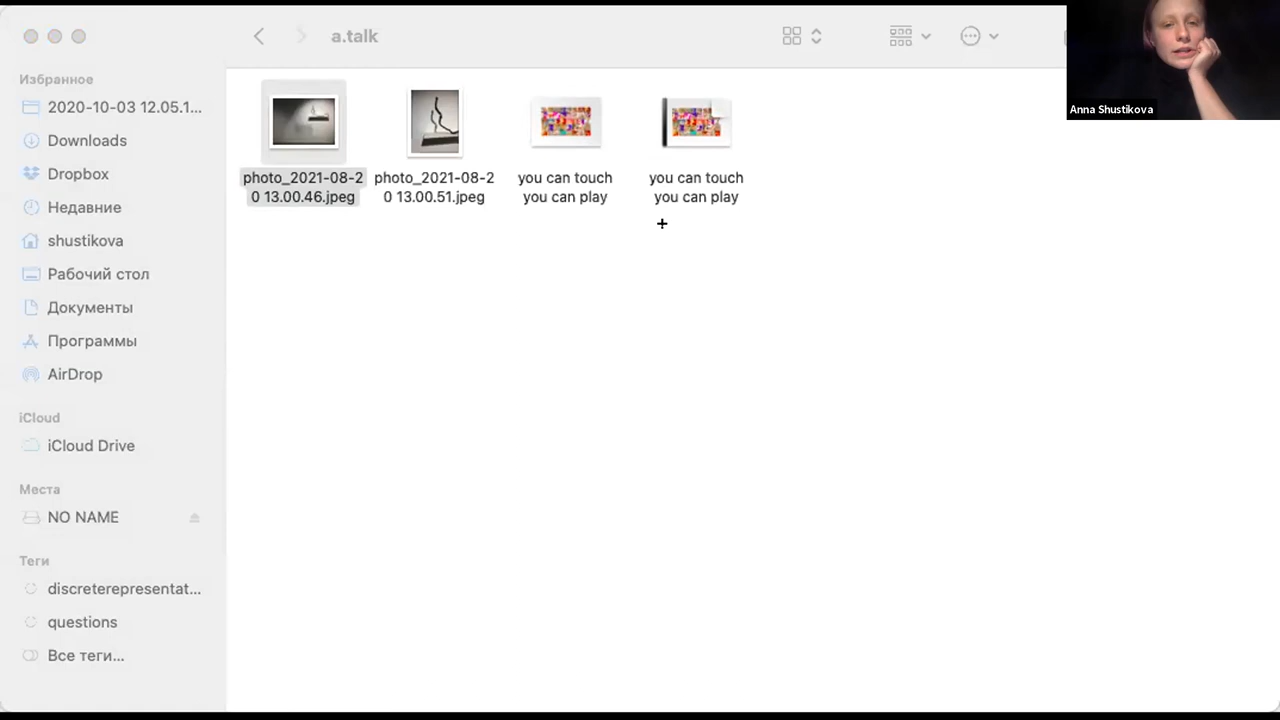 a.talk
Anna Shustikova
Избранное
2020-10-03 12.05.1...
Downloads
Dropbox
Недавние
shustikova
Рабочий стол
Документы
Программы
AirDrop
iCloud
iCloud Drive
Места
NO NAME
Теги
discreterepresentat...
questions
Все теги...
photo_2021-08-2
0 13.00.46.jpeg
photo_2021-08-2
0 13.00.51.jpeg
you can touch
you can play
you can touch
you can play